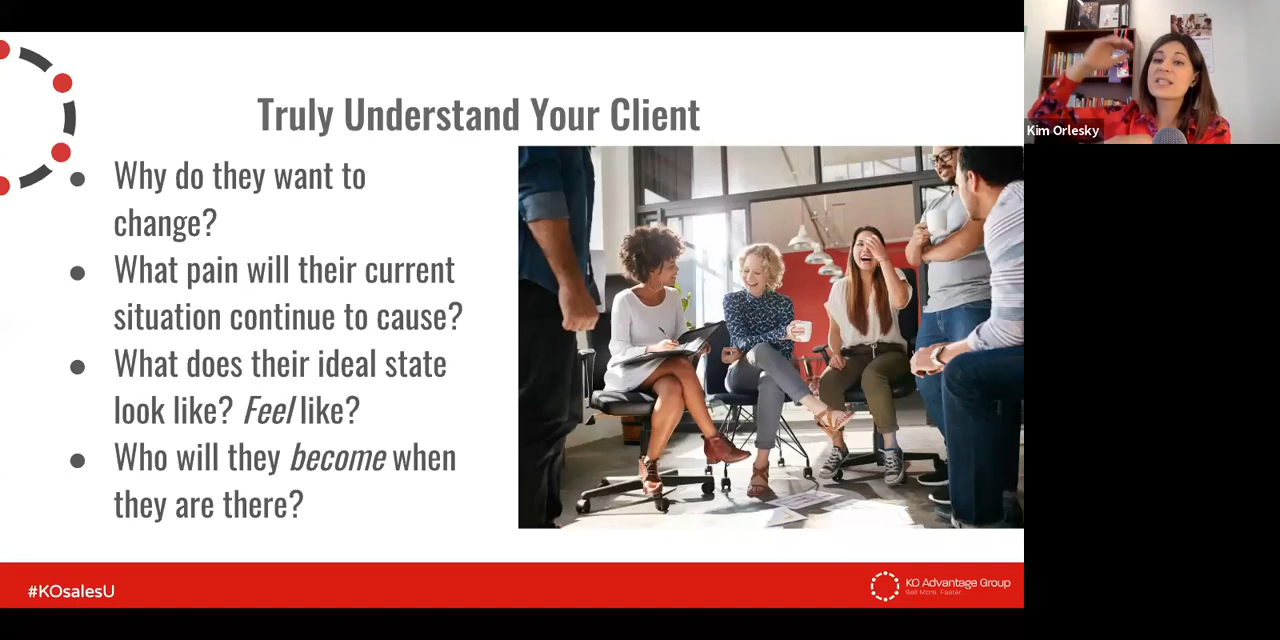 Truly Understand Your Client
Why do they want to
change?
What pain will their current
situation continue to cause?
What does their ideal state
look like? Feel like?
Who will they become when
they are there?
#KOsalesU
KO Advantage Group
Sell More. Faster.
Kim Orlesky